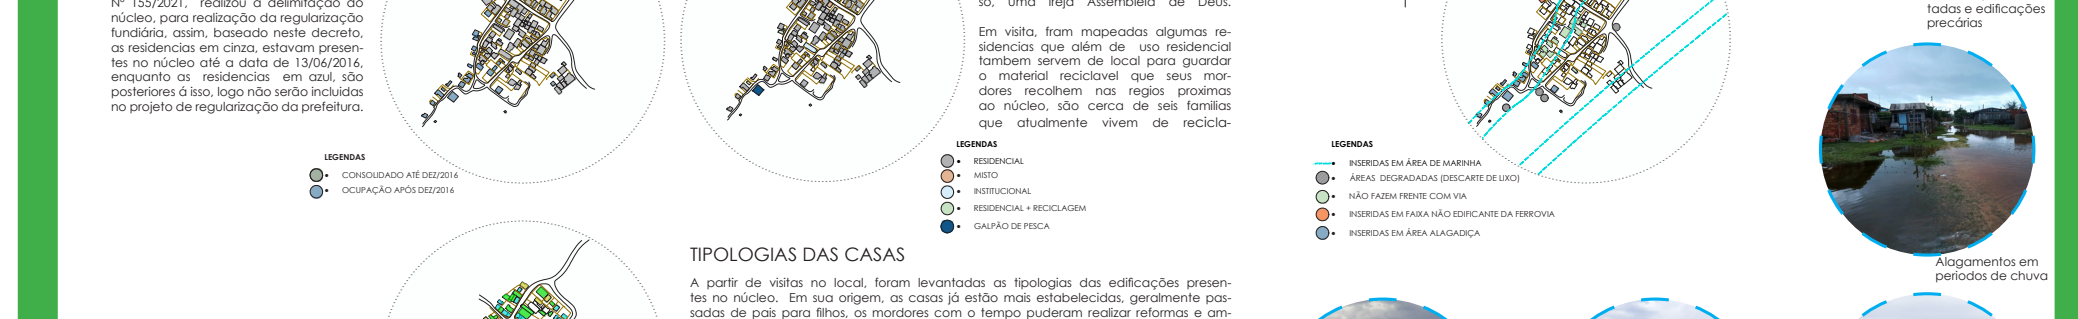 Nº 155/2021, realizou a delimitação do
núcleo, para realização da regularização
fundiária, assim, baseado neste decreto,
as residencias em cinza, estavam presen-
tes no núcleo até a data de 13/06/2016,
enquanto as residencias em azul, são
posteriores á isso, logo não serão incluidas
no projeto de regularização da prefeitura.
LEGENDAS
CONSOLIDADO ATÉ DEZ/2016
OCUPAÇÃO APÓS DEZ/2016
so, uma Ireja Assembleia de Deus.
Em visita, fram mapeadas algumas re-
sidencias que além de uso residencial
tambem servem de local para guardar
o material reciclavel que seus mor-
dores recolhem nas regios proximas
ao núcleo, são cerca de seis familias
que atualmente vivem de recicla-
LEGENDAS
RESIDENCIAL
MISTO
INSTITUCIONAL
RESIDENCIAL + RECICLAGEM
GALPÃO DE PESCA
TIPOLOGIAS DAS CASAS
A partir de visitas no local, foram levantadas as tipologias das edificações presen-
tes no núcleo. Em sua origem, as casas já estão mais estabelecidas, geralmente pas-
sadas de pais para filhos, os mordores com o tempo puderam realizar reformas e am-
LEGENDAS
INSERIDAS EM ÁREA DE MARINHA
ÁREAS DEGRADADAS (DESCARTE DE LIXO)
NÃO FAZEM FRENTE COM VIA
INSERIDAS EM FAIXA NÃO EDIFICANTE DA FERROVIA
INSERIDAS EM ÁREA ALAGADIÇA
tadas e edificações
precárias
Alagamentos em
periodos de chuva